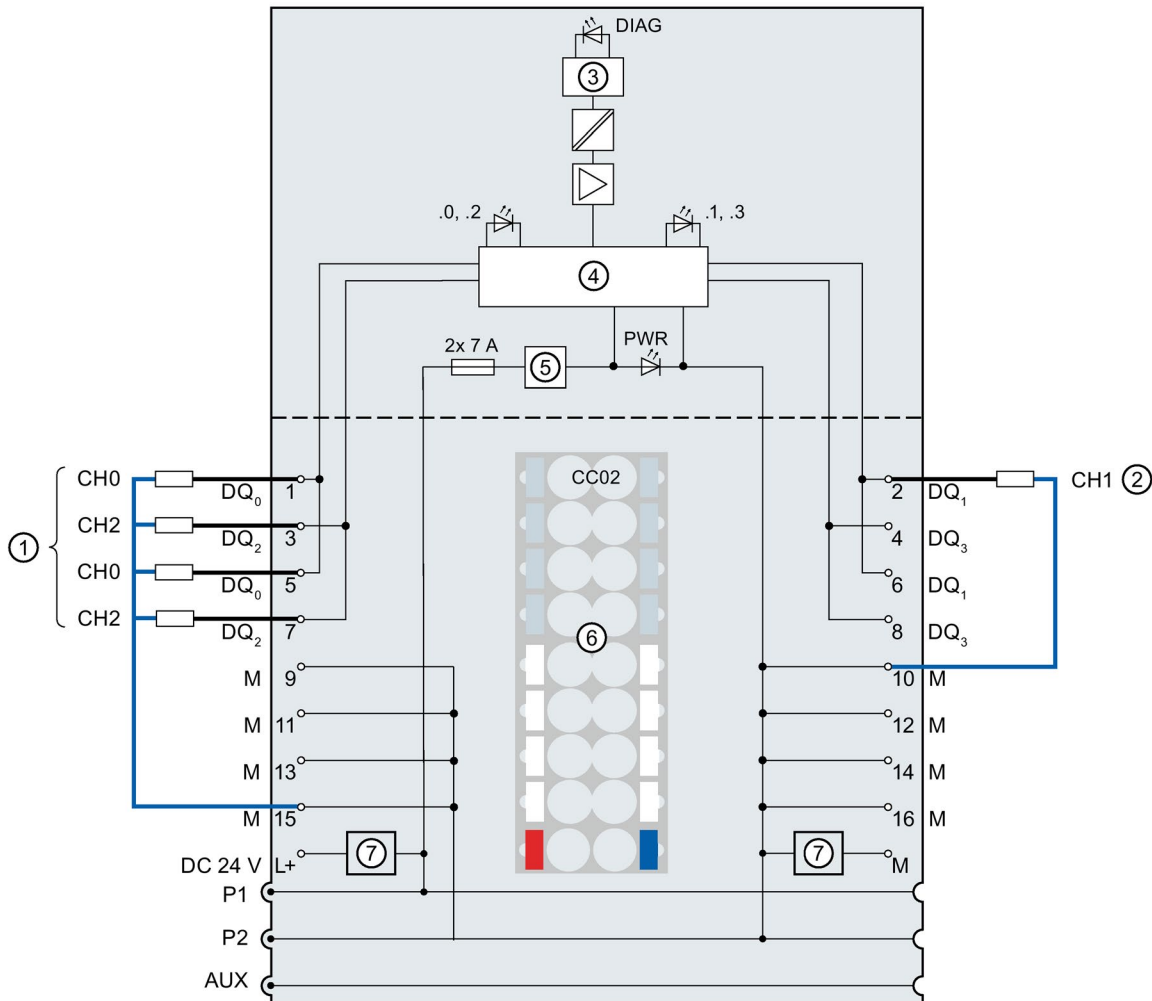 DIAG
③
.0, .2
.1, .3
④
PWR
2x 7 A
⑤
CC02
①
CH0
DQ0 1
CH2
DQ2 3
CH0
DQ0 5
CH2
DQ2 7
M 9
M 11
M 13
M 15
DC 24 V L+
⑦
P1
P2
AUX
⑥
2 DQ1
CH1 ②
4 DQ3
6 DQ1
8 DQ3
10 M
12 M
14 M
16 M
⑦
M